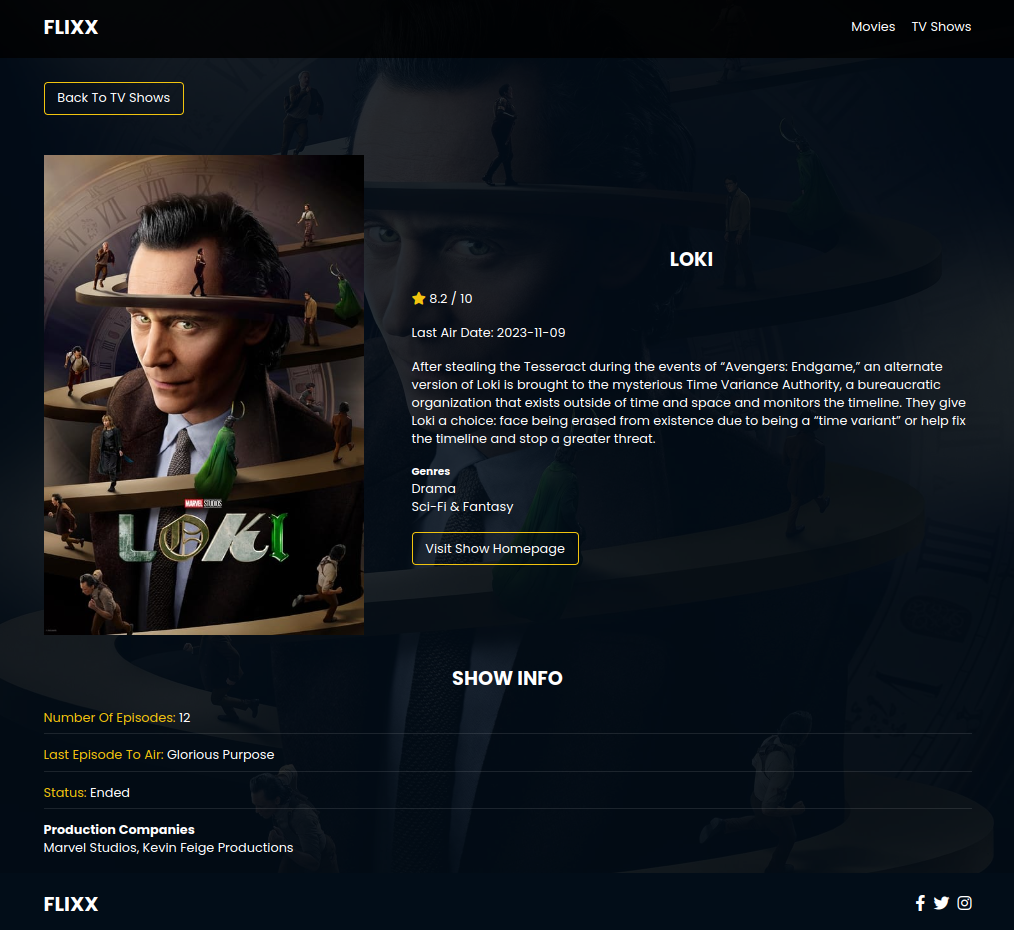 FLIXX
Movies TV Shows
Back To TV Shows
MARVEL STUDIOS
LOKI
LOKI
8.2 / 10
Last Air Date: 2023-11-09
After stealing the Tesseract during the events of “Avengers: Endgame,” an alternate
version of Loki is brought to the mysterious Time Variance Authority, a bureaucratic
organization that exists outside of time and space and monitors the timeline. They give
Loki a choice: face being erased from existence due to being a “time variant” or help fix
the timeline and stop a greater threat.
Genres
Drama
Sci-Fi & Fantasy
Visit Show Homepage
SHOW INFO
Number Of Episodes: 12
Last Episode To Air: Glorious Purpose
Status: Ended
Production Companies
Marvel Studios, Kevin Feige Productions
FLIXX